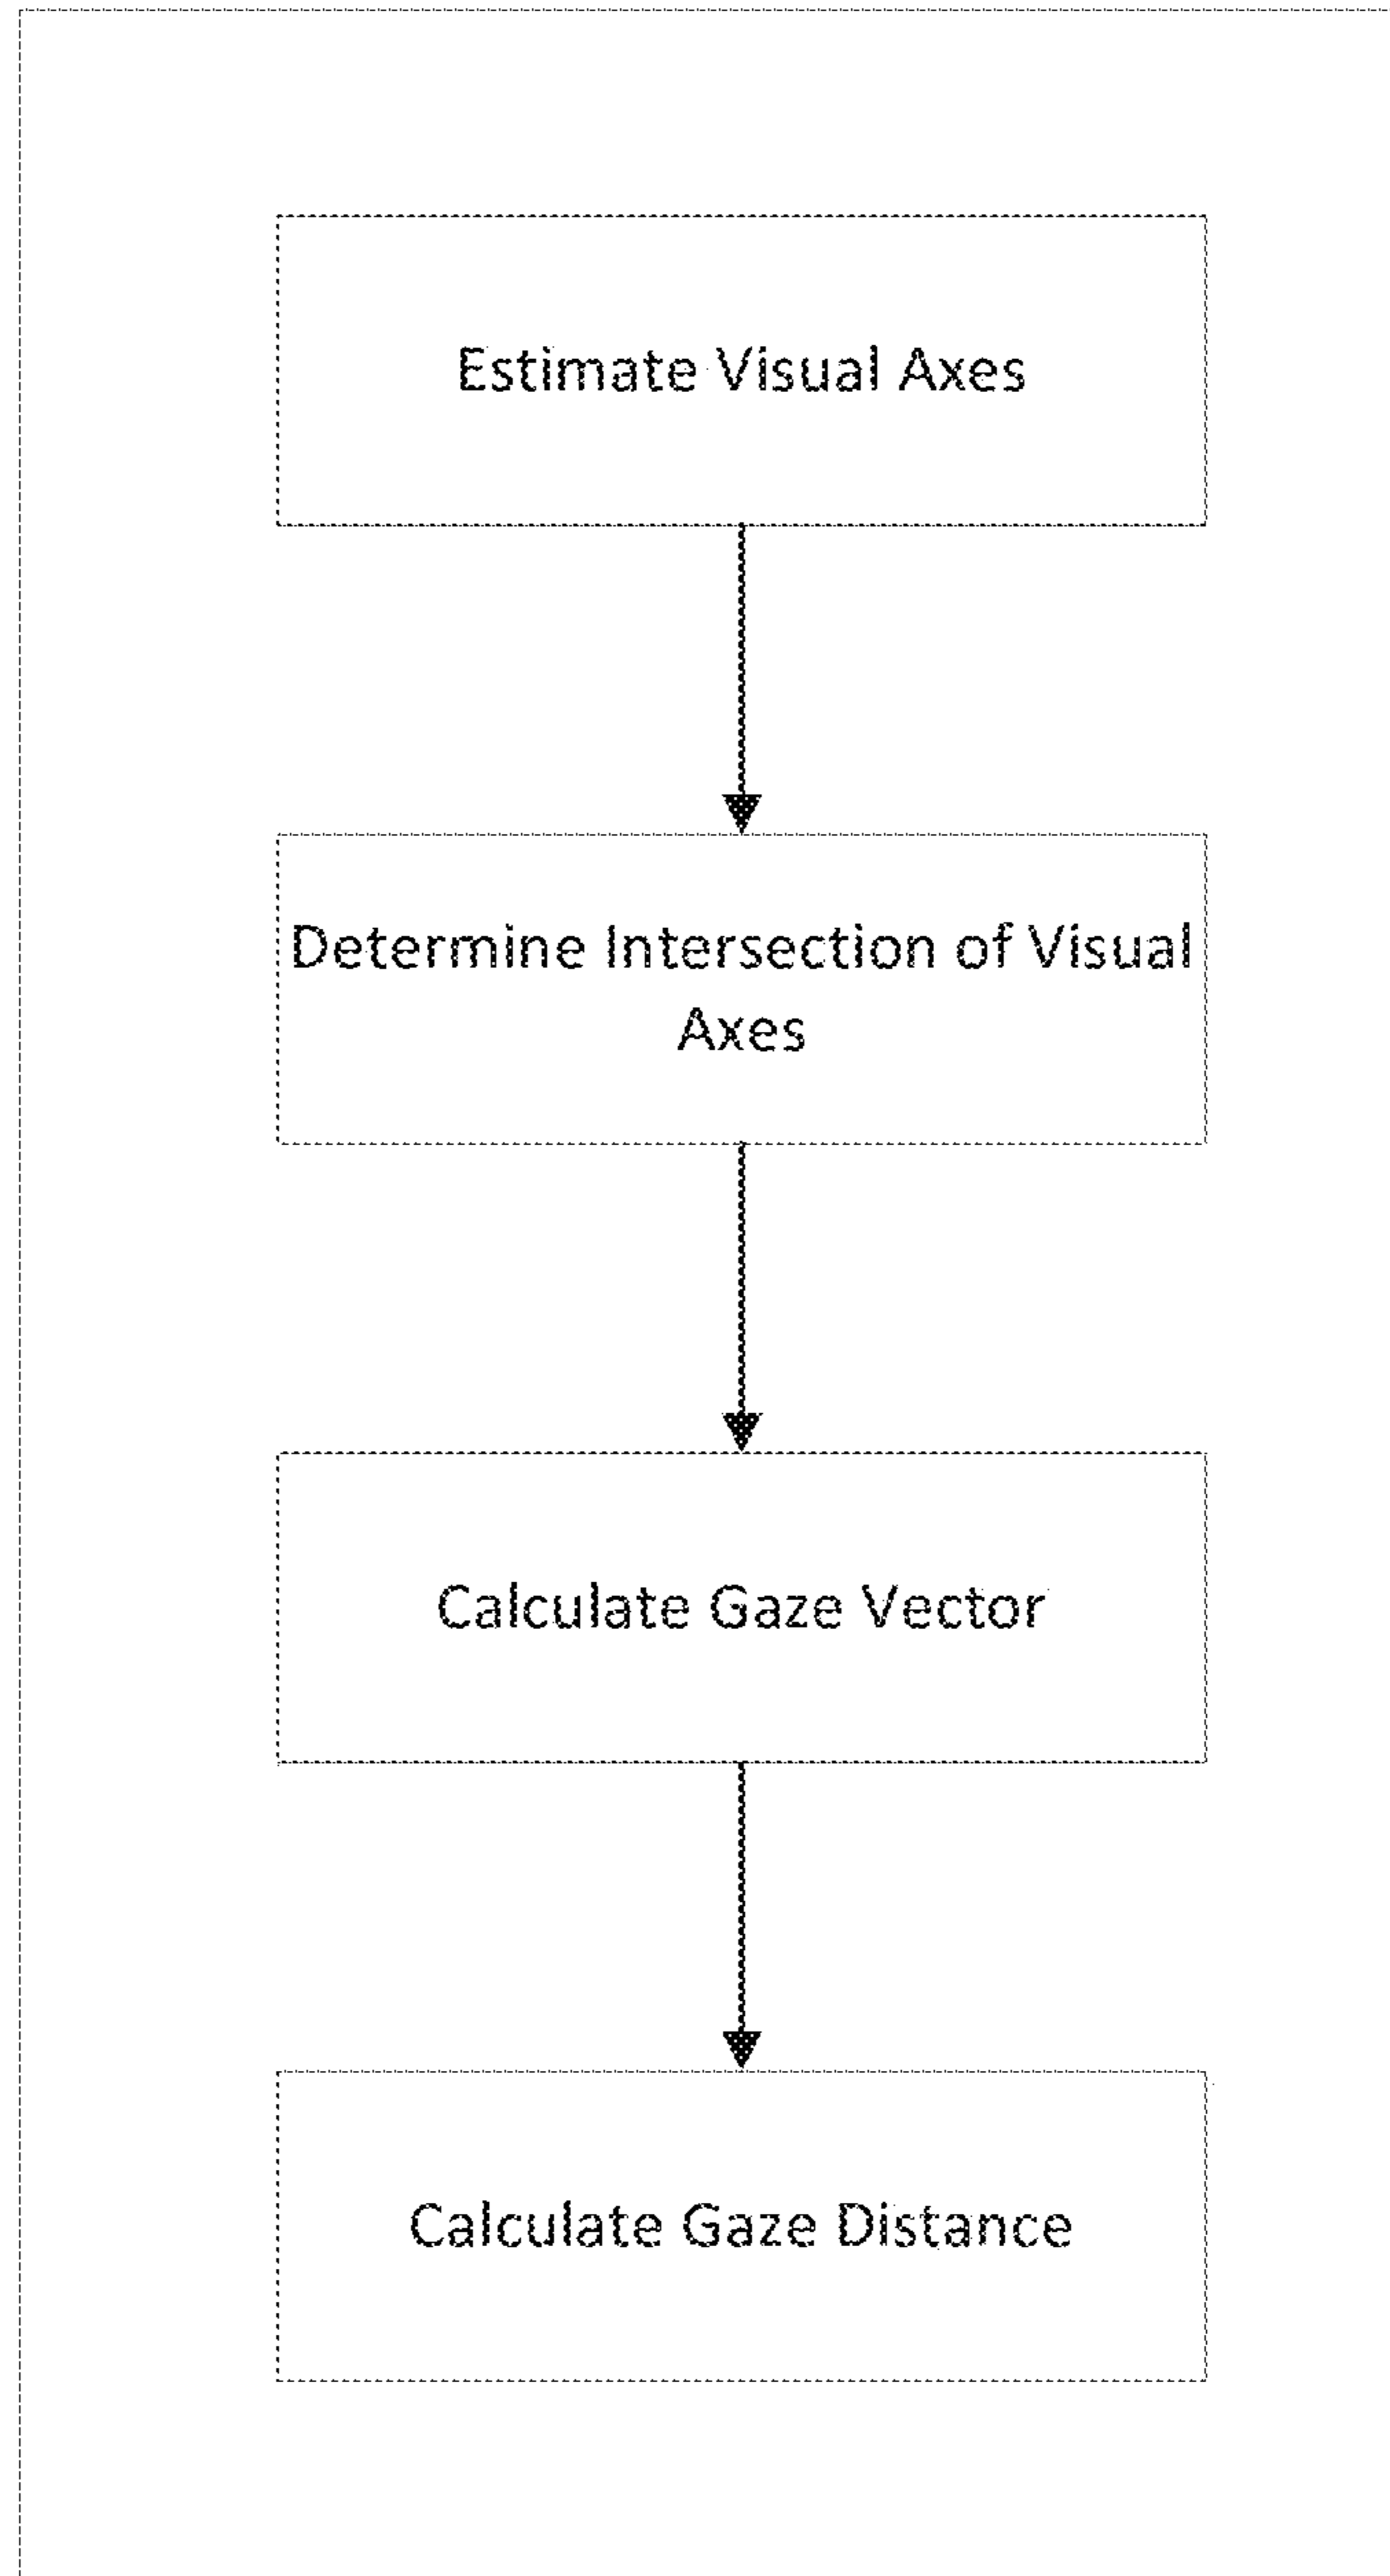 Estimate Visual Axes
Determine Intersection of Visual
Axes
Calculate Gaze Vector
Calculate Gaze Distance